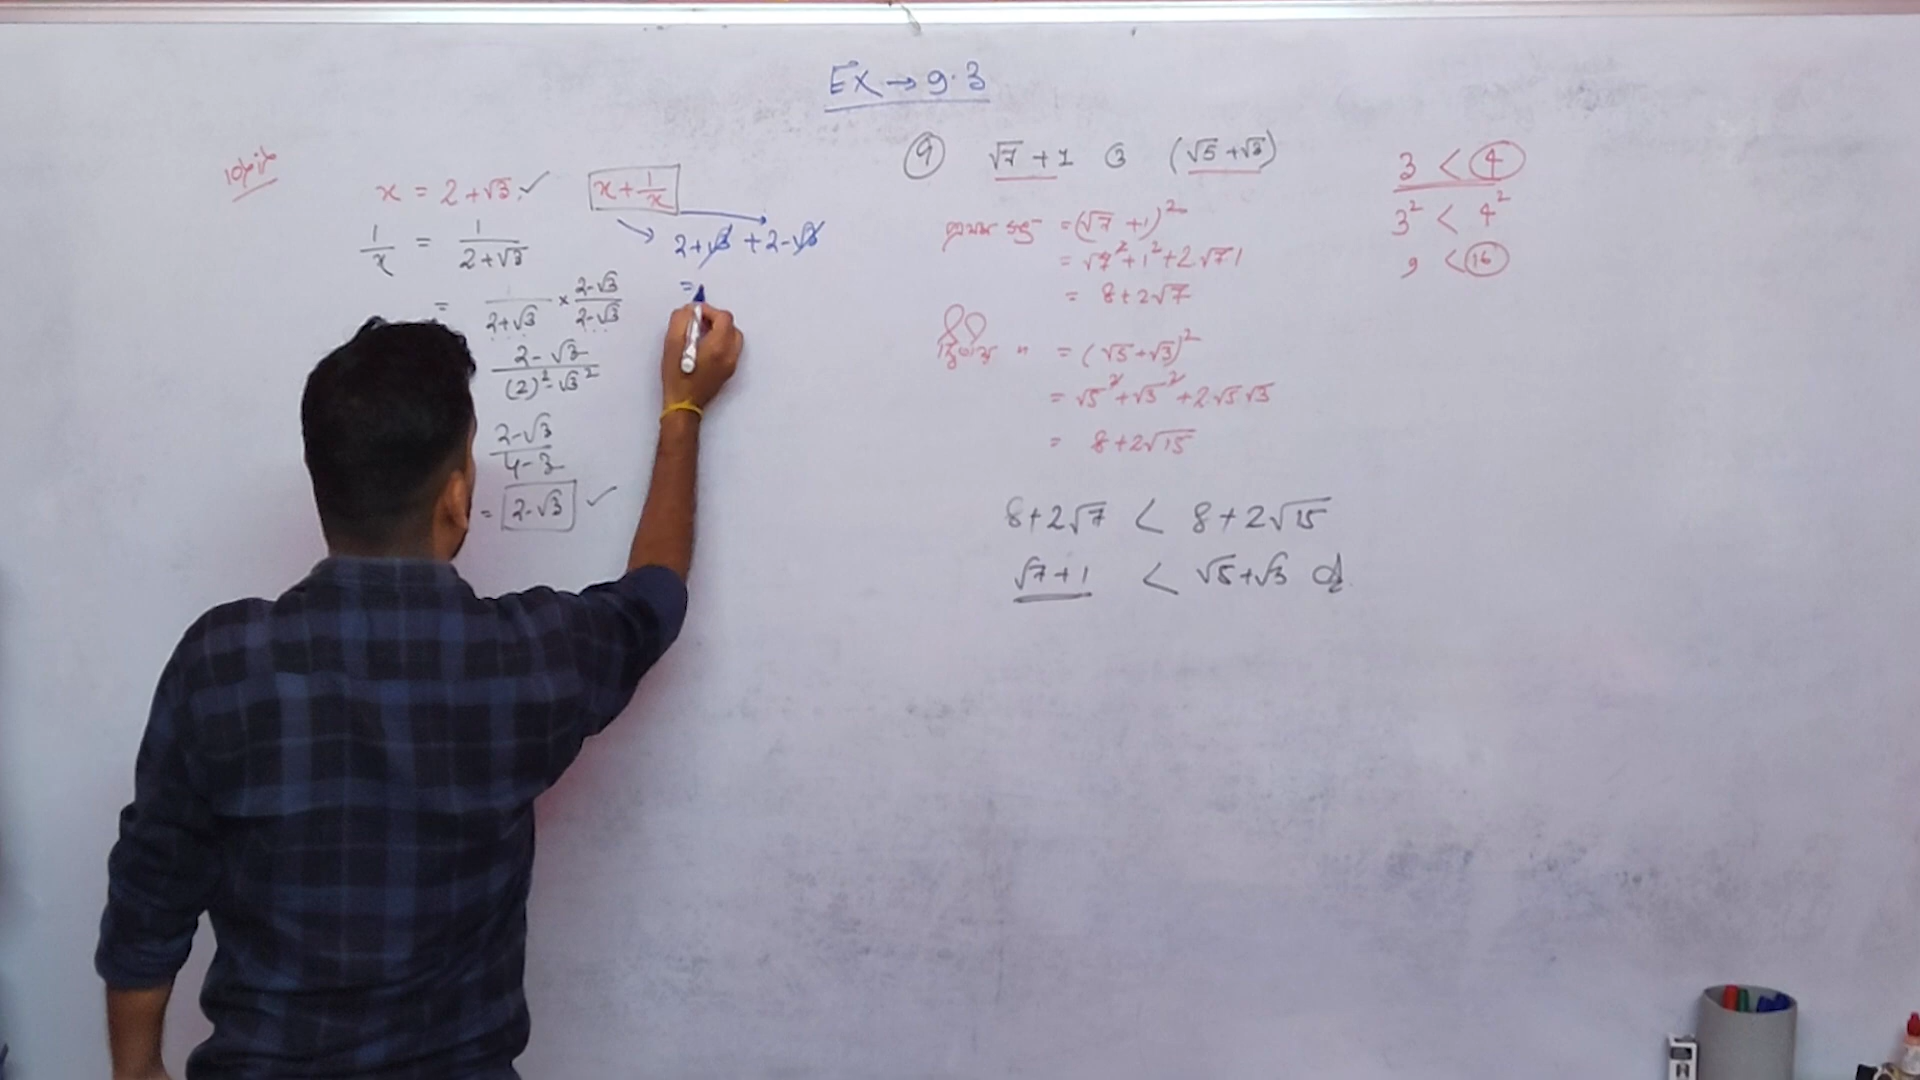 EX → 9.3
x = 2 + √3 ✓
x + 1/x
1/x = 1/(2+√3)
2+√3 + 2-√3
= 1/(2+√3) × (2-√3)/(2-√3)
=
(2-√3)/((2)² - √3²)
(2-√3)/(4-3)
= 2-√3 ✓
9 √7 + 1 ও (√5 + √3)
= (√7 + 1)²
= √7² + 1² + 2√7 1
= 8 + 2√7
= (√5 + √3)²
= √5² + √3² + 2.√5 √3
= 8 + 2√15
8 + 2√7 < 8 + 2√15
√7 + 1 < √5 + √3
3 < 4
3² < 4²
9 < 16